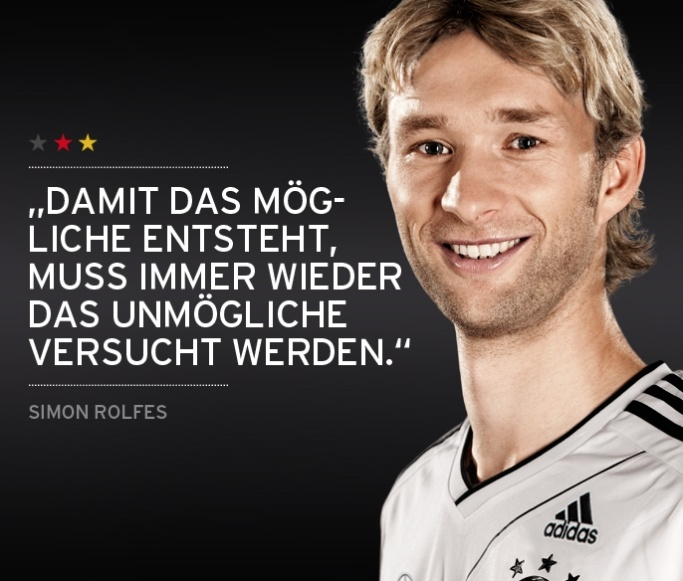 „DAMIT DAS MÖG-
LICHE ENTSTEHT,
MUSS IMMER WIEDER
DAS UNMÖGLICHE
VERSUCHT WERDEN.“
SIMON ROLFES
adidas